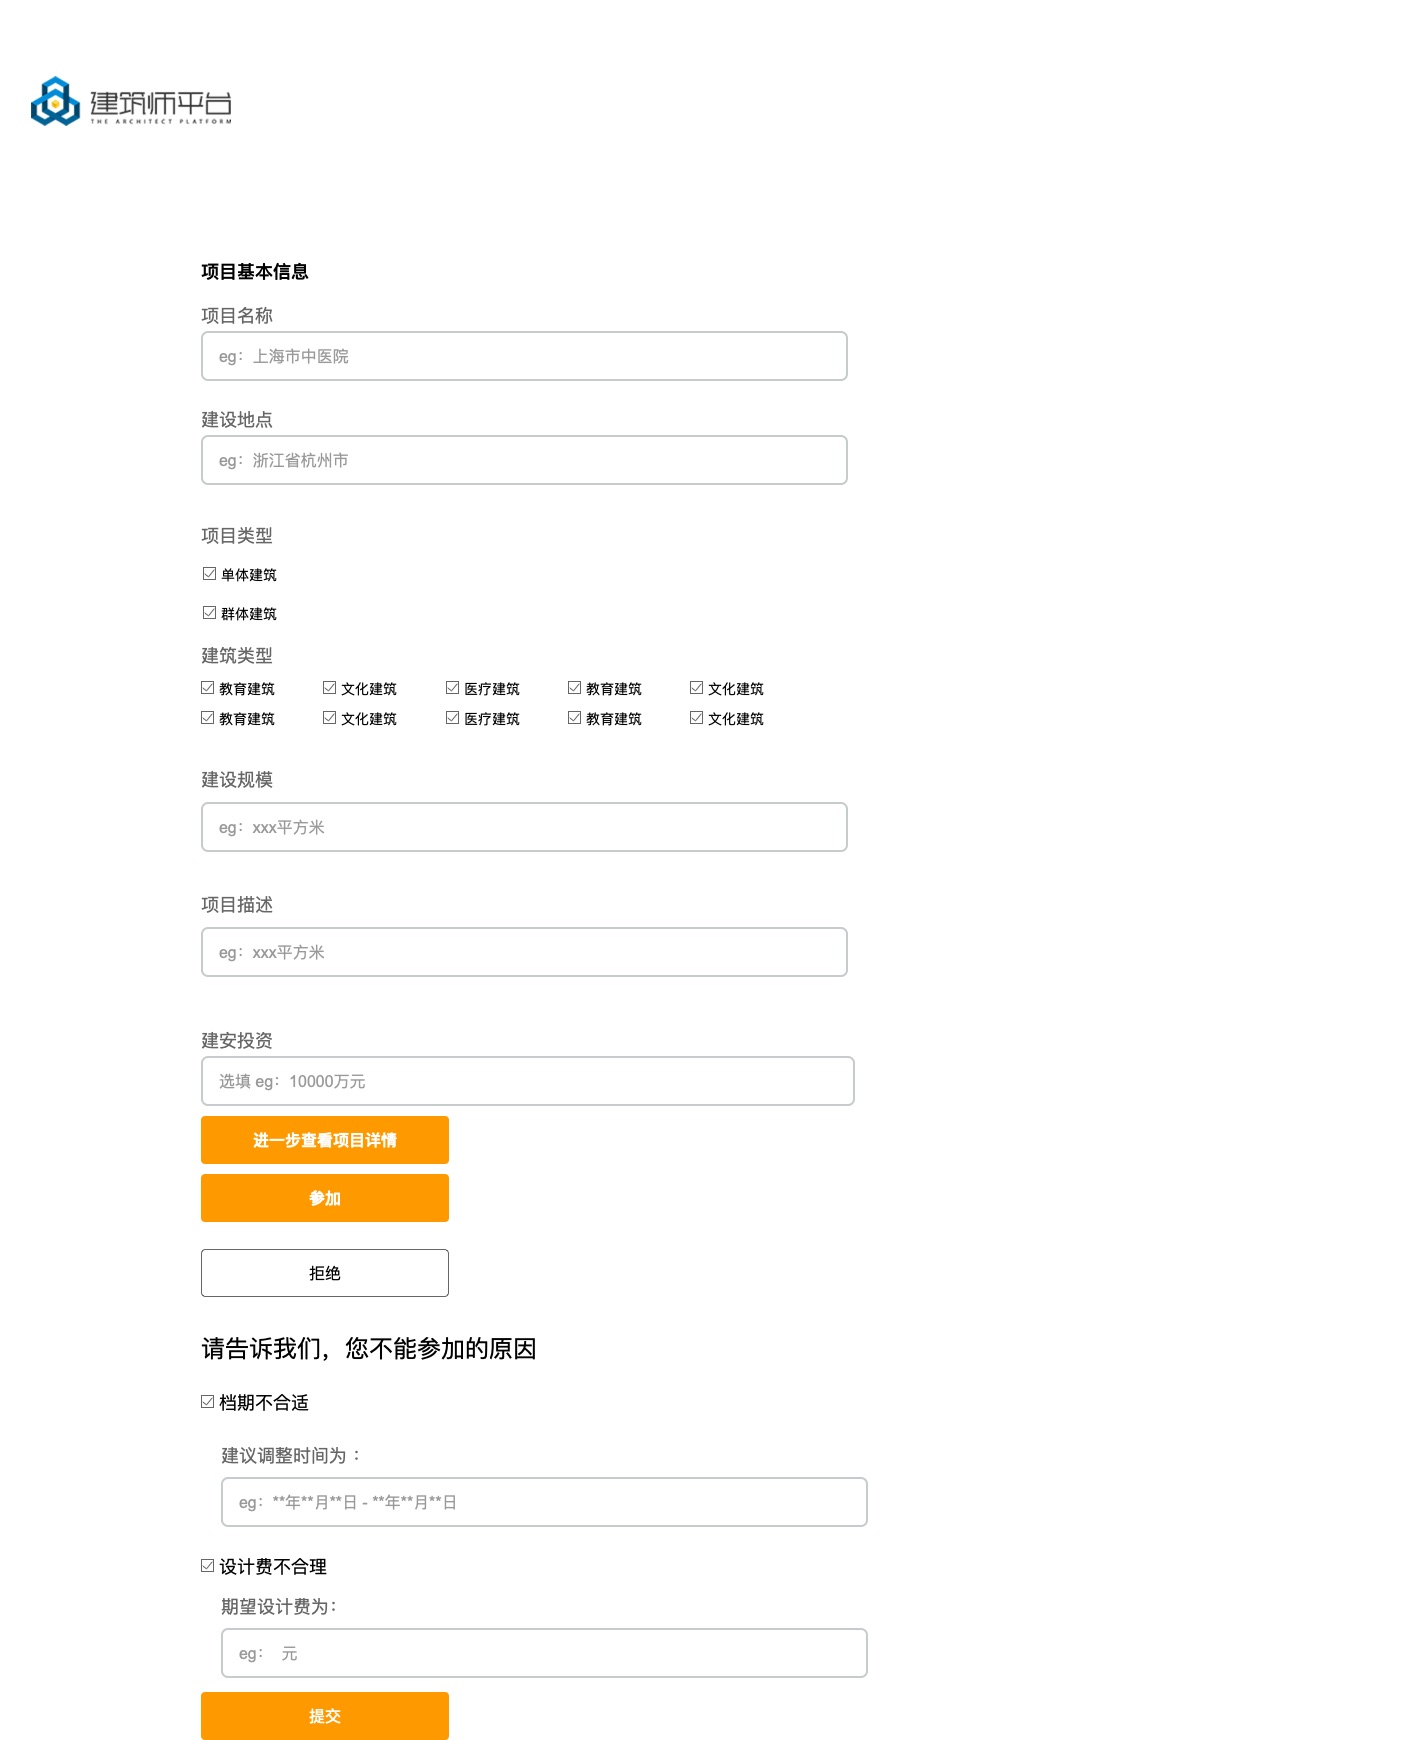 建筑师平台
THE ARCHITECT PLATFORM
项目基本信息
项目名称
eg：上海市中医院
建设地点
eg：浙江省杭州市
项目类型
单体建筑
群体建筑
建筑类型
教育建筑 文化建筑 医疗建筑 教育建筑 文化建筑
教育建筑 文化建筑 医疗建筑 教育建筑 文化建筑
建设规模
eg：xxx平方米
项目描述
eg：xxx平方米
建安投资
选填 eg：10000万元
进一步查看项目详情
参加
拒绝
请告诉我们，您不能参加的原因
档期不合适
建议调整时间为：
eg：**年**月**日 - **年**月**日
设计费不合理
期望设计费为：
eg： 元
提交